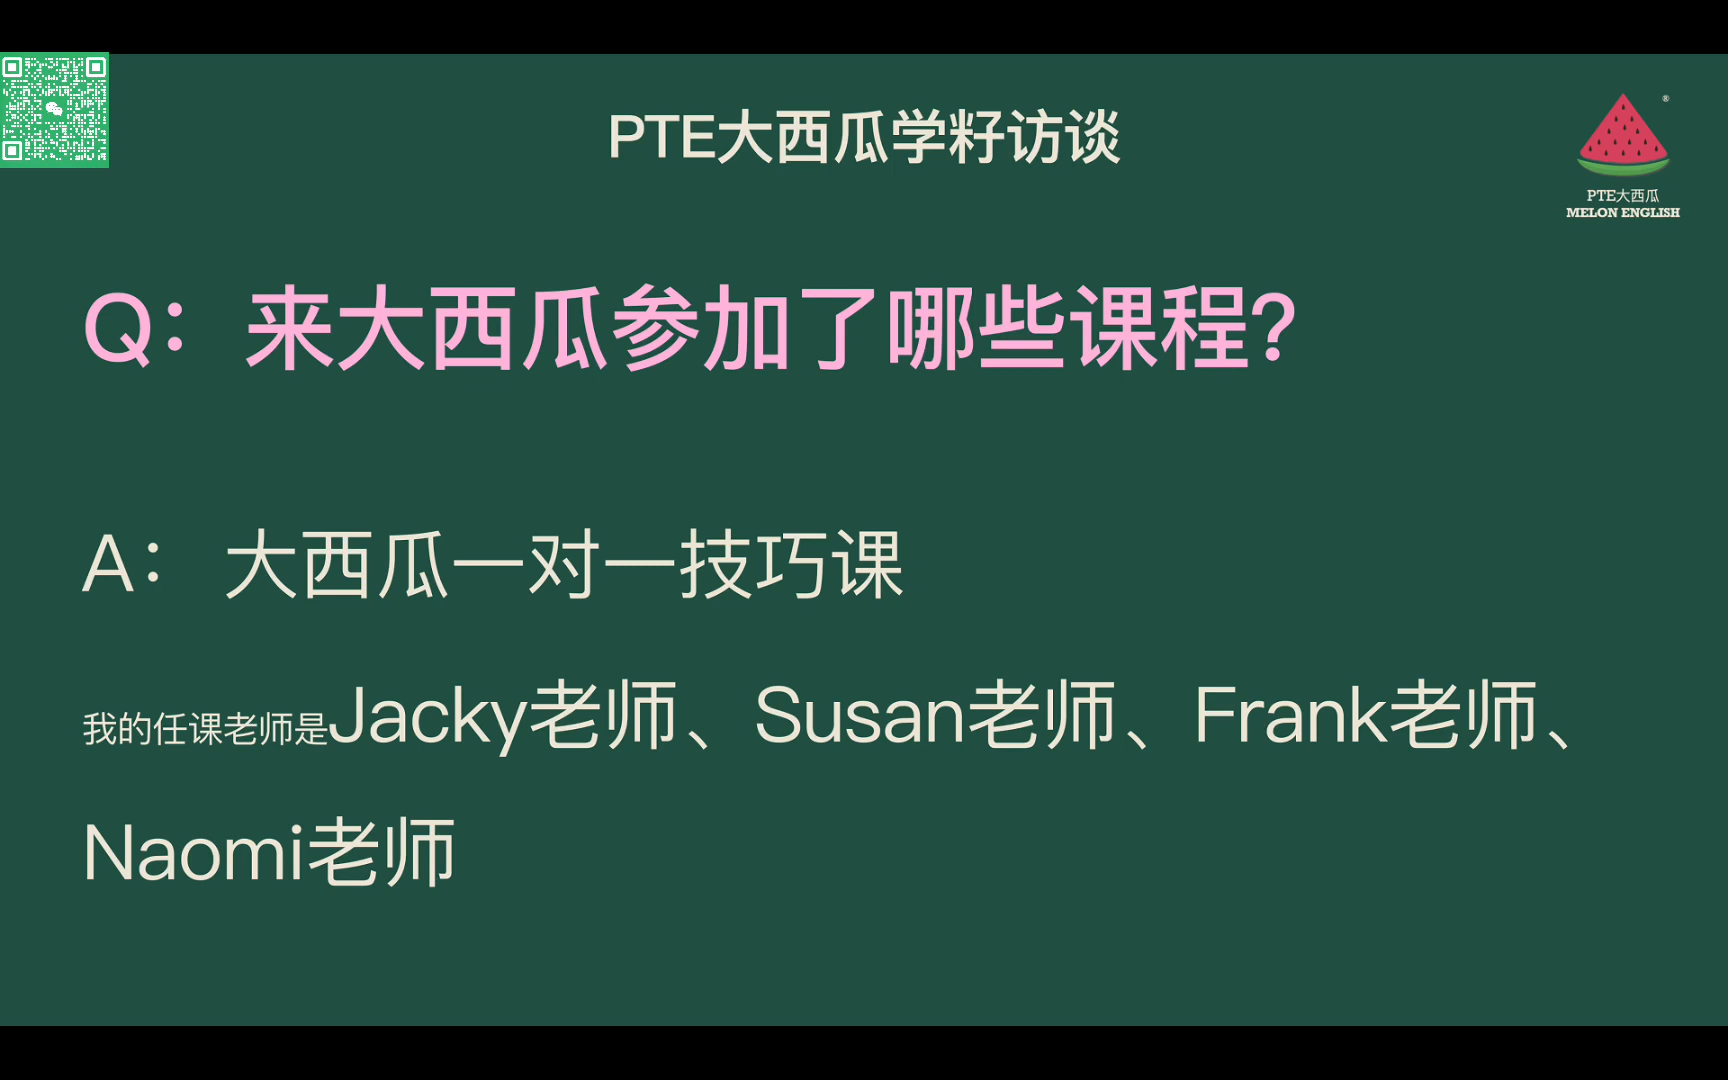 PTE大西瓜学籽访谈
®
PTE大西瓜
MELON ENGLISH
Q：来大西瓜参加了哪些课程?
A： 大西瓜一对一技巧课
我的任课老师是Jacky老师、Susan老师、Frank老师、
Naomi老师